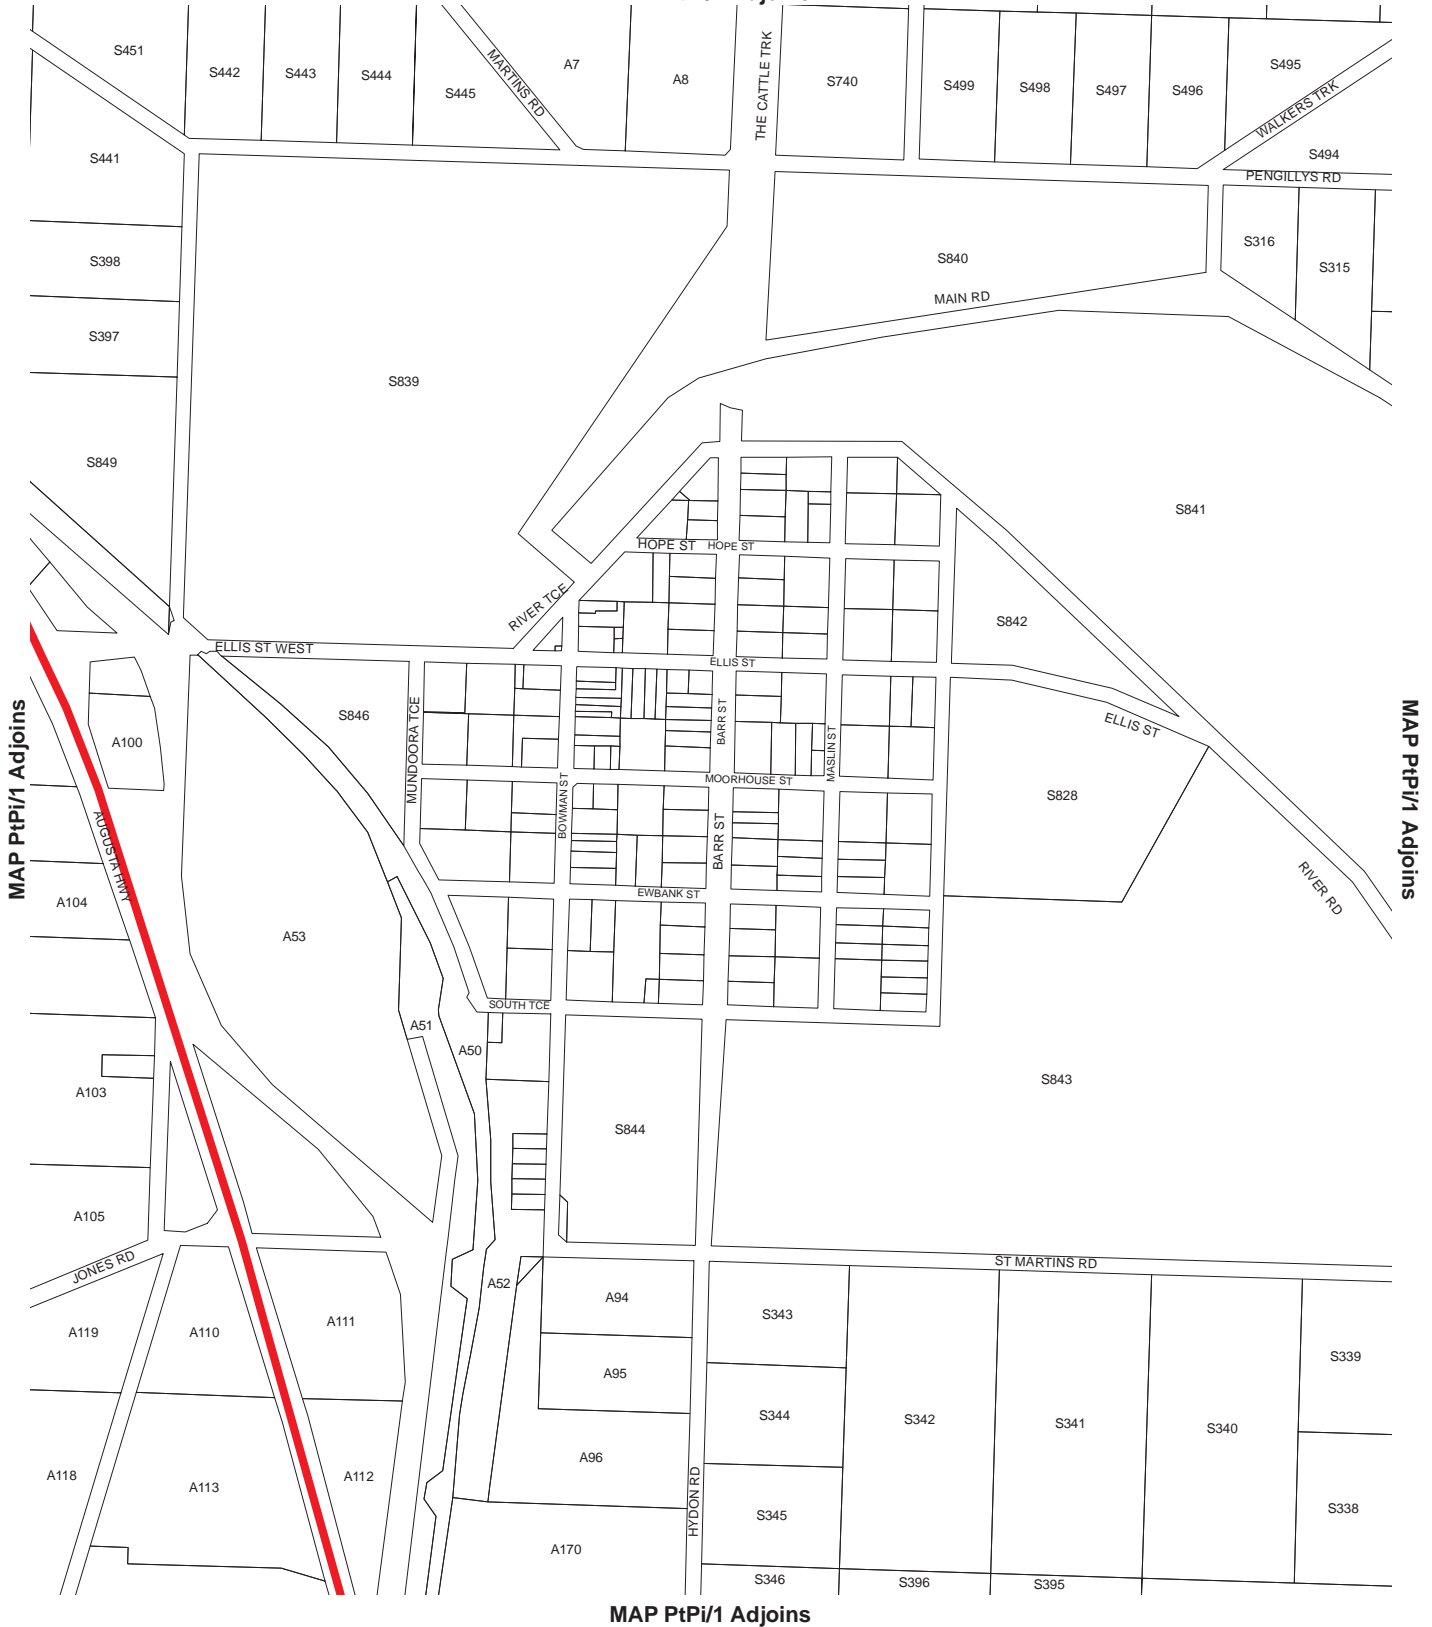 S451
S442
S443
S444
S445
MARTINS RD
A7
A8
THE CATTLE TRK
S740
S499
S498
S497
S496
S495
WALKERS TRK
S494
PENGILLYS RD
S441
S398
S397
S849
S839
S840
MAIN RD
S316
S315
S841
HOPE ST
HOPE ST
RIVER TCE
S842
ELLIS ST WEST
ELLIS ST
ELLIS ST
S846
MUNDOORA TCE
BARR ST
MASLIN ST
A100
MOORHOUSE ST
BOWMAN ST
BARR ST
S828
MAP PtPi/1 Adjoins
MAP PtPi/1 Adjoins
AUGUSTA HWY
A104
EWBANK ST
RIVER RD
A53
SOUTH TCE
A51
A50
A103
S844
S843
A105
JONES RD
ST MARTINS RD
A52
A94
S343
A119
A110
A111
A95
S339
S344
S342
S341
S340
A118
A113
A112
A96
HYDON RD
S345
S338
A170
S346
S396
S395
MAP PtPi/1 Adjoins